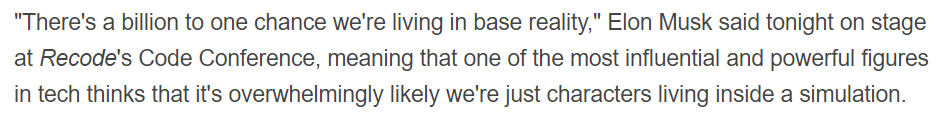 "There's a billion to one chance we're living in base reality," Elon Musk said tonight on stage
at Recode's Code Conference, meaning that one of the most influential and powerful figures
in tech thinks that it's overwhelmingly likely we're just characters living inside a simulation.